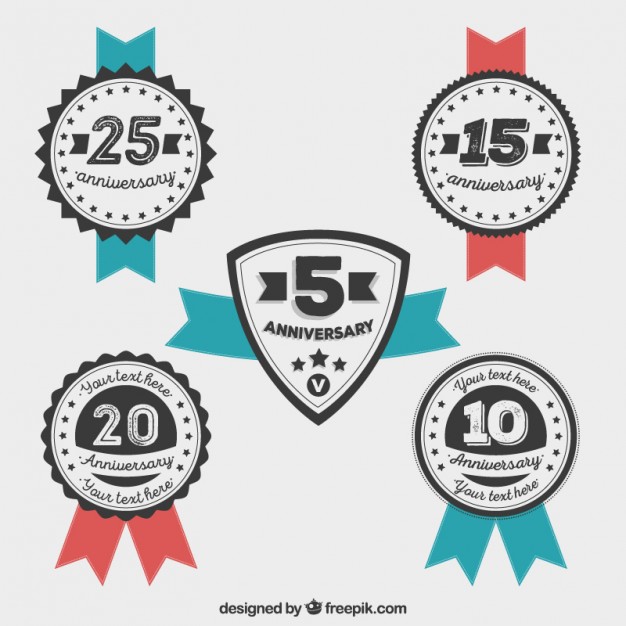 25
anniversary
15
anniversary
5
ANNIVERSARY
V
Your text here
20
Anniversary
Your text here
Your text here
10
Anniversary
Your text here
designed by freepik.com